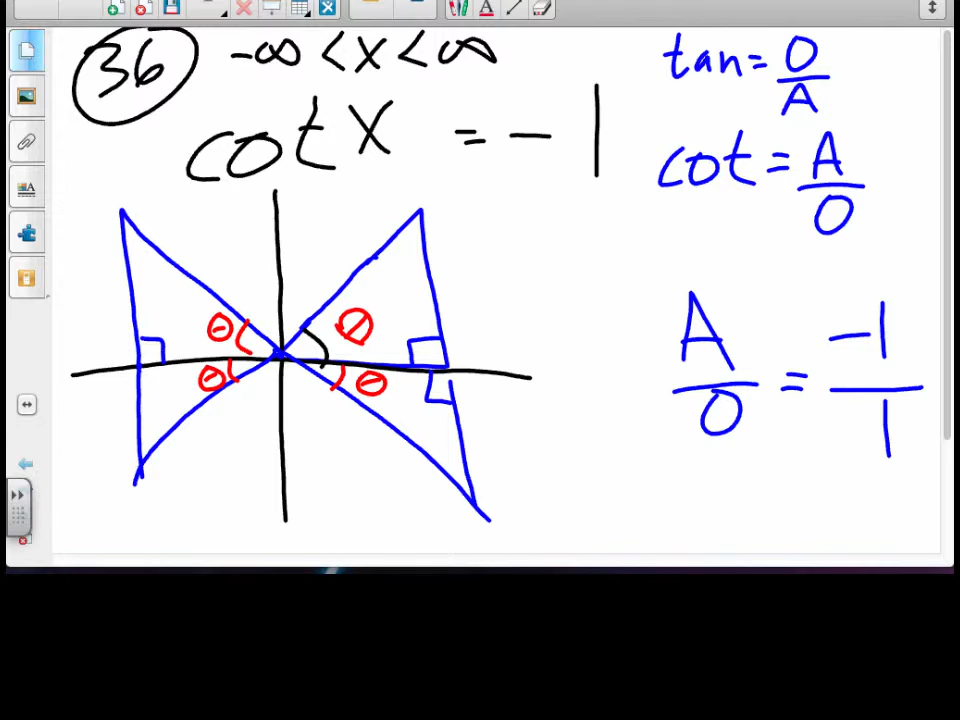 36 -∞ < x < ∞
cot x = -1
tan = O/A
cot = A/O
A/O = -1/1
θ θ
θ θ